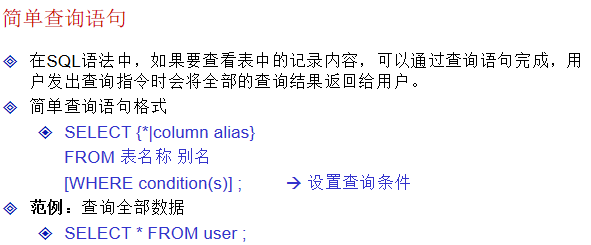 简单查询语句
在SQL语法中，如果要查看表中的记录内容，可以通过查询语句完成，用
户发出查询指令时会将全部的查询结果返回给用户。
简单查询语句格式
SELECT {*|column alias}
FROM 表名称 别名
[WHERE condition(s)] ; → 设置查询条件
范例：查询全部数据
SELECT * FROM user ;